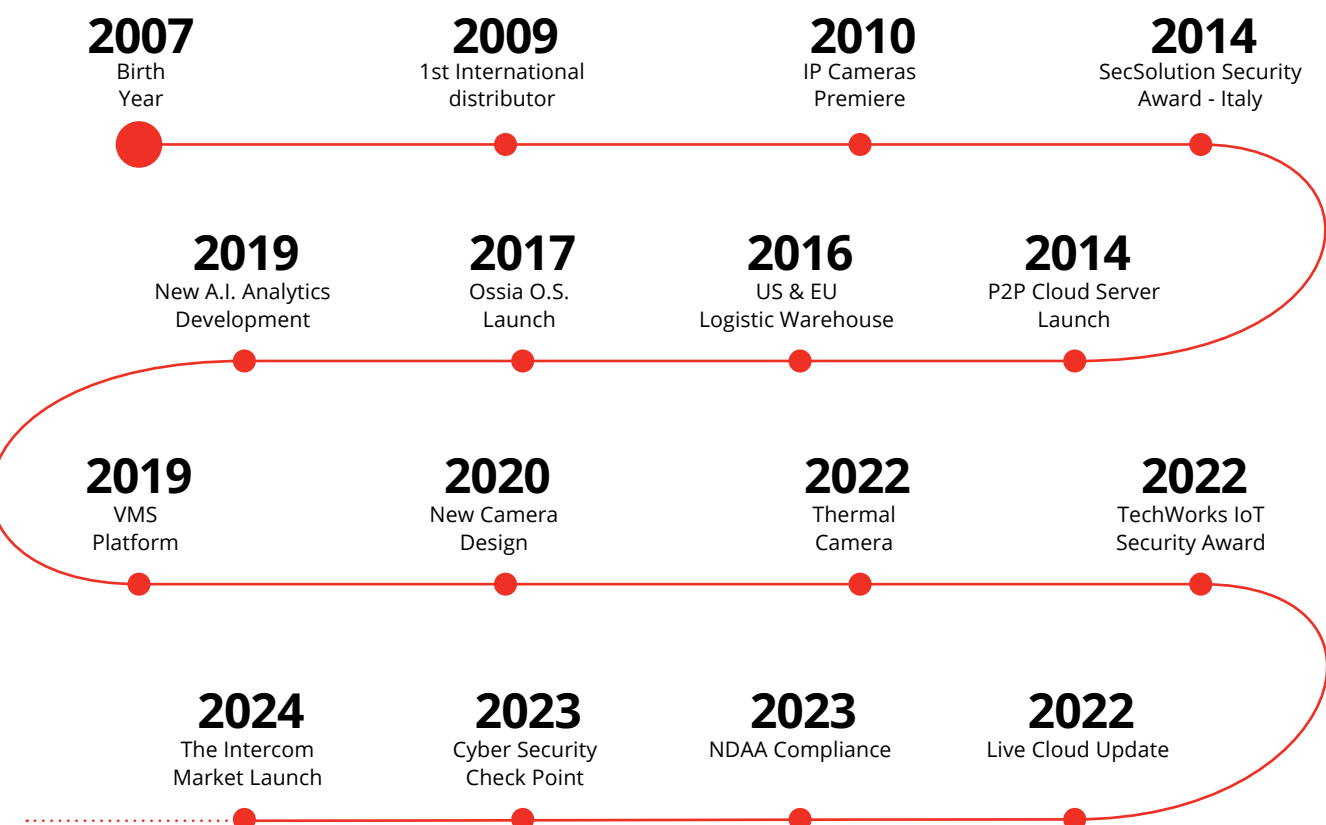 2007
Birth
Year
2009
1st International
distributor
2010
IP Cameras
Premiere
2014
SecSolution Security
Award - Italy
2014
P2P Cloud Server
Launch
2016
US & EU
Logistic Warehouse
2017
Ossia O.S.
Launch
2019
New A.I. Analytics
Development
2019
VMS
Platform
2020
New Camera
Design
2022
Thermal
Camera
2022
TechWorks IoT
Security Award
2022
Live Cloud Update
2023
NDAA Compliance
2023
Cyber Security
Check Point
2024
The Intercom
Market Launch